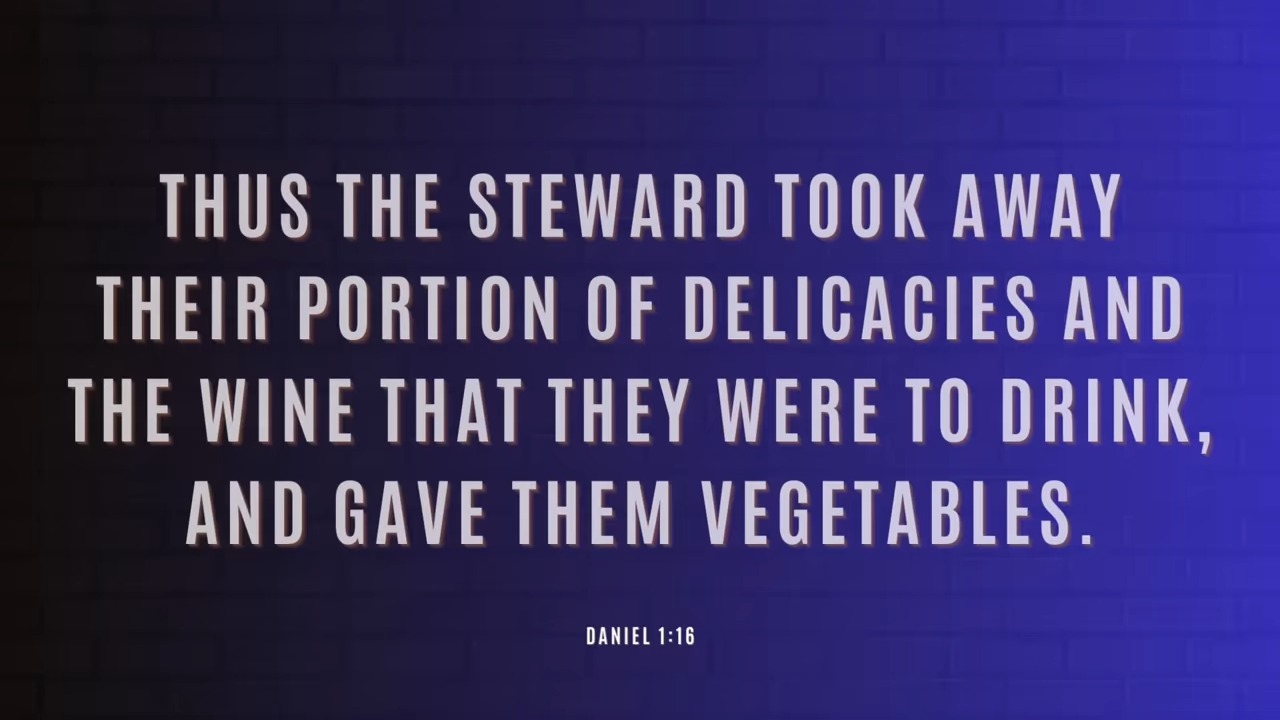 THUS THE STEWARD TOOK AWAY
THEIR PORTION OF DELICACIES AND
THE WINE THAT THEY WERE TO DRINK,
AND GAVE THEM VEGETABLES.
DANIEL 1:16